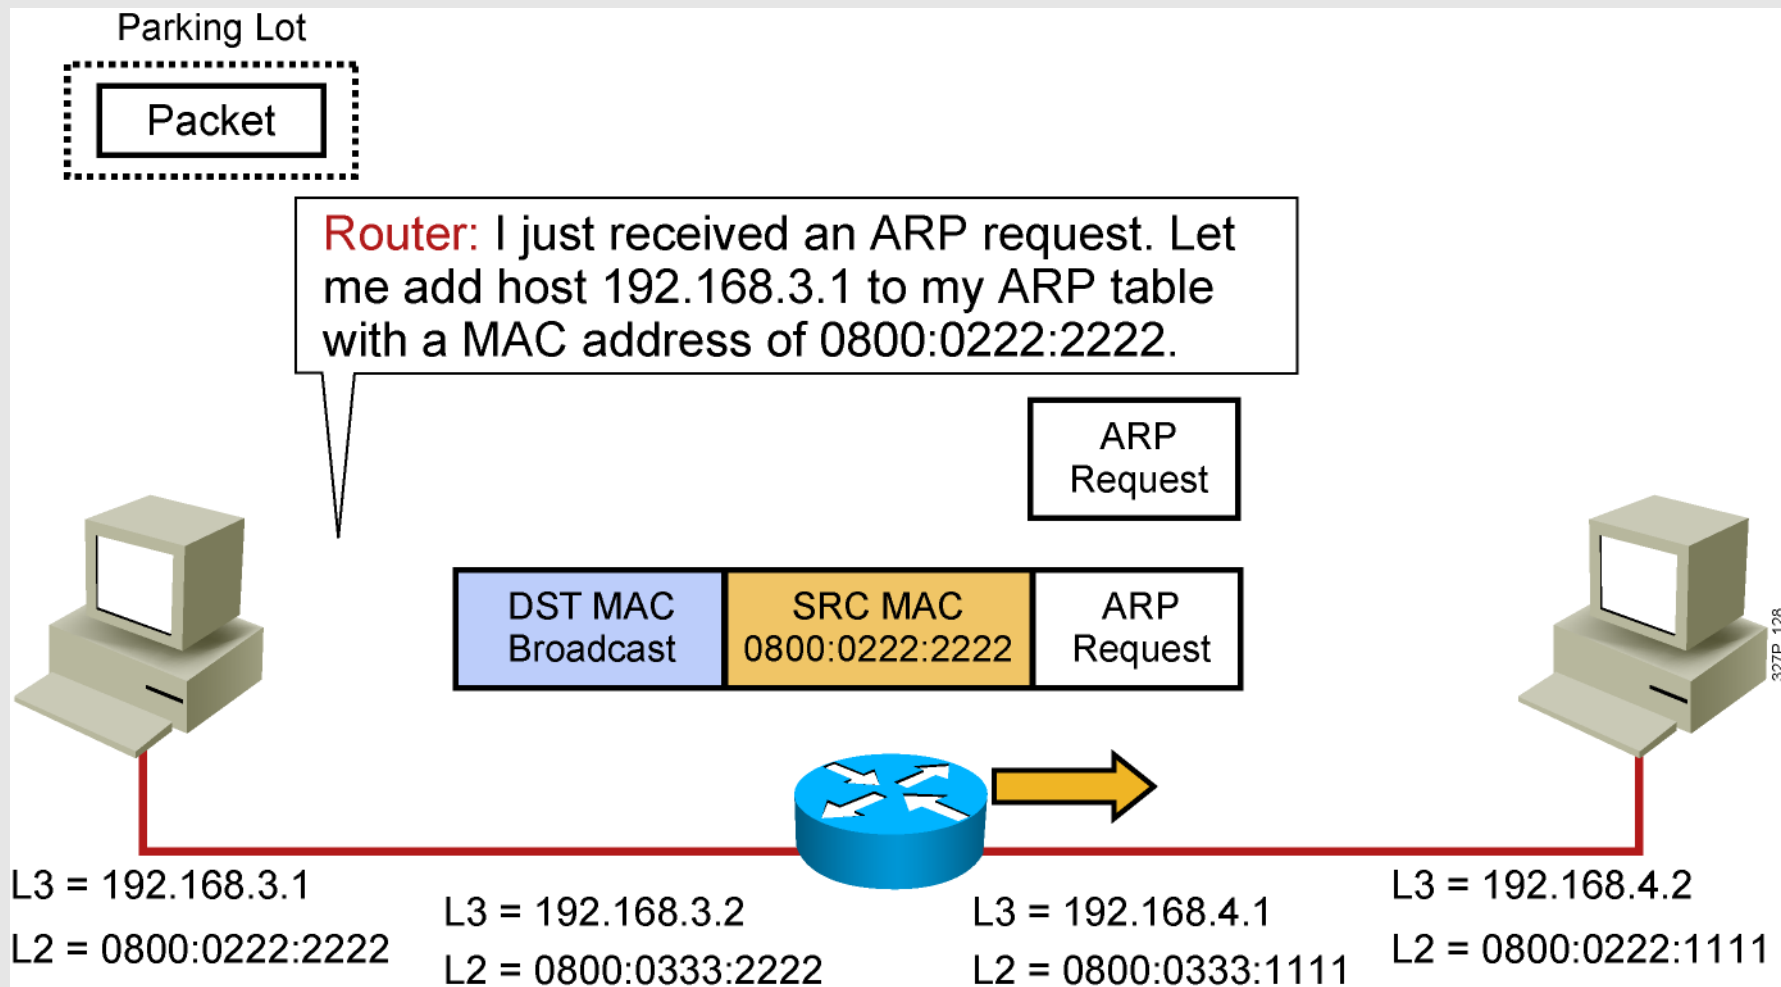 Parking Lot
Packet
Router: I just received an ARP request. Let
me add host 192.168.3.1 to my ARP table
with a MAC address of 0800:0222:2222.
ARP
Request
DST MAC
Broadcast
SRC MAC
0800:0222:2222
ARP
Request
327P_128
L3 = 192.168.3.1
L2 = 0800:0222:2222
L3 = 192.168.3.2
L2 = 0800:0333:2222
L3 = 192.168.4.1
L2 = 0800:0333:1111
L3 = 192.168.4.2
L2 = 0800:0222:1111